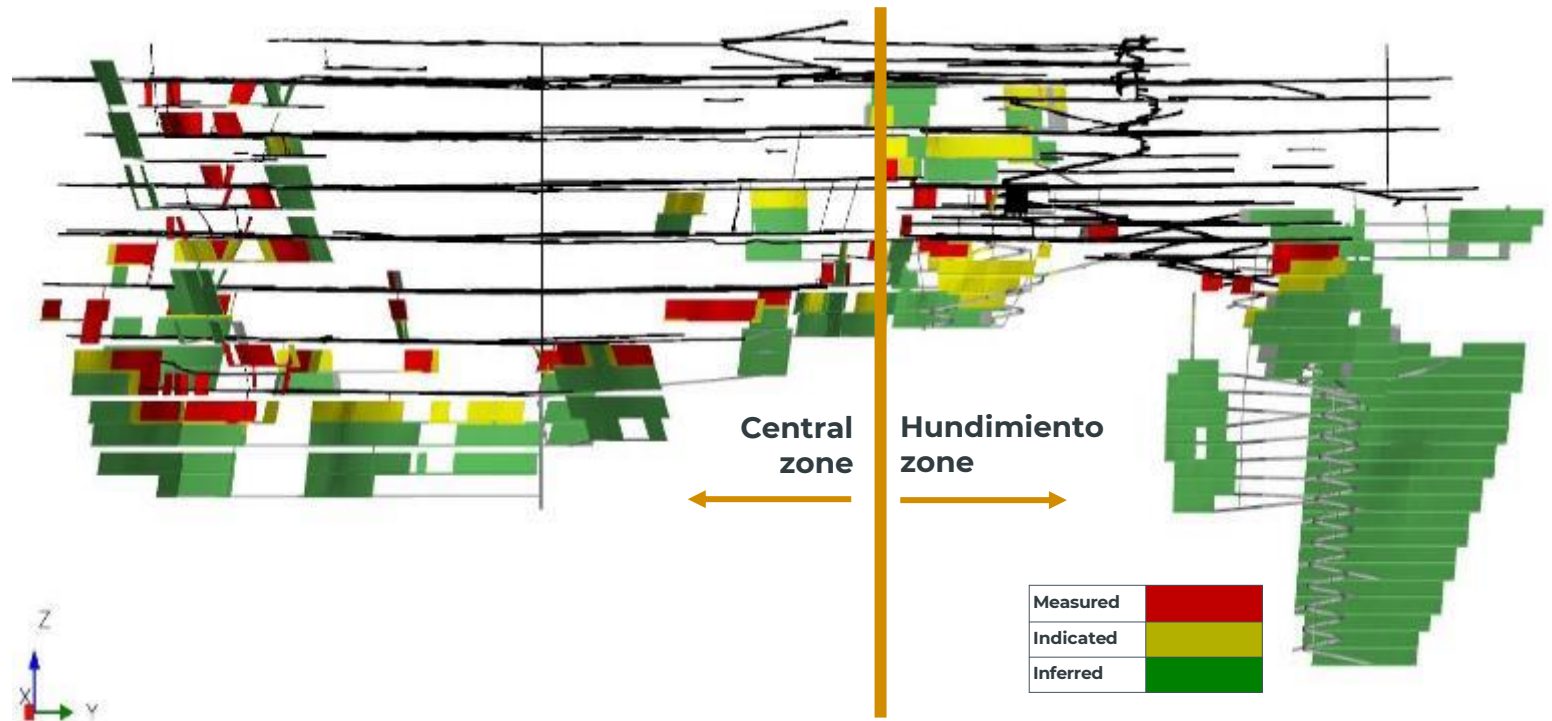 Central
zone
Hundimiento
zone
Measured
Indicated
Inferred
Z
X
Y